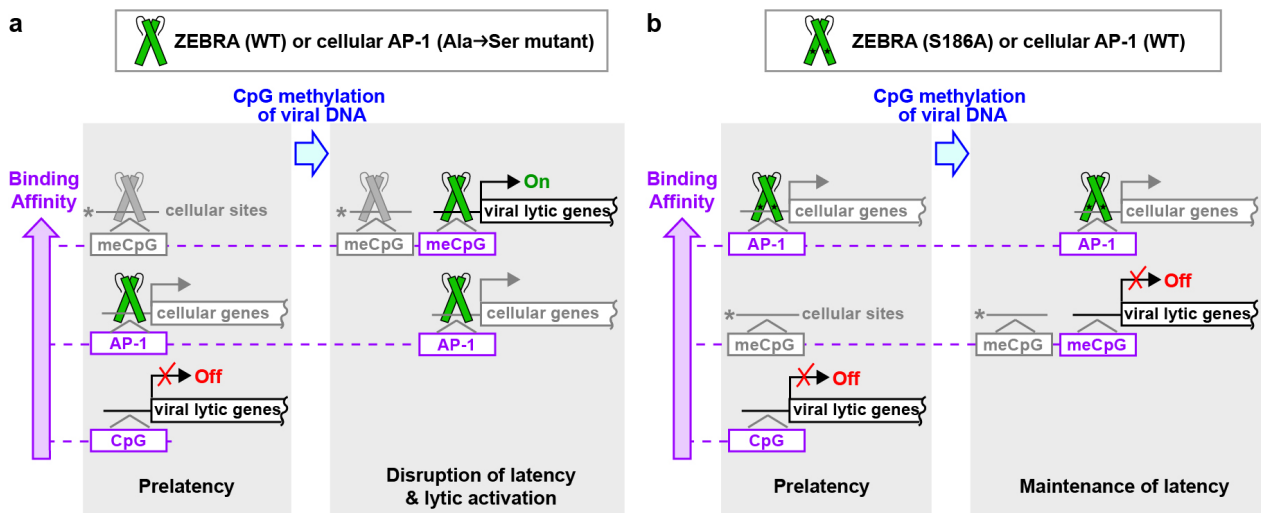 a
ZEBRA (WT) or cellular AP-1 (Ala→Ser mutant)
CpG methylation
of viral DNA
Binding
Affinity
* cellular sites
meCpG
cellular genes
AP-1
Off
viral lytic genes
CpG
Prelatency
*
meCpG
On
viral lytic genes
meCpG
cellular genes
AP-1
Disruption of latency
& lytic activation
b
ZEBRA (S186A) or cellular AP-1 (WT)
CpG methylation
of viral DNA
Binding
Affinity
cellular genes
AP-1
* cellular sites
meCpG
Off
viral lytic genes
CpG
Prelatency
cellular genes
AP-1
*
meCpG
Off
viral lytic genes
meCpG
Maintenance of latency